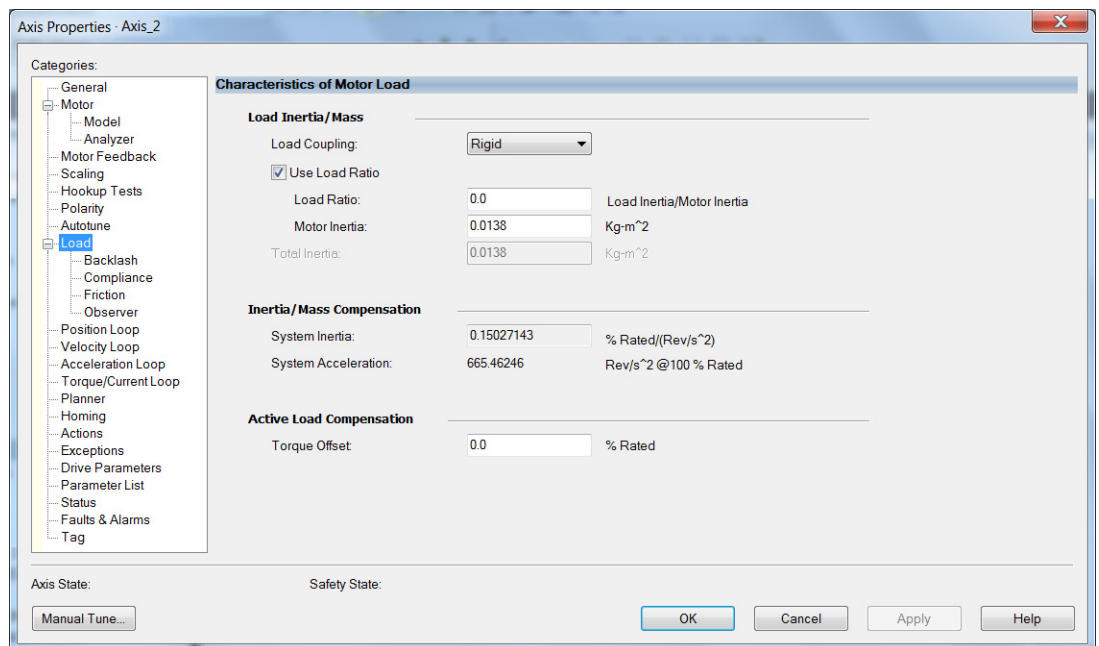 Axis Properties - Axis_2
X
Categories:
General
Motor
Model
Analyzer
Motor Feedback
Scaling
Hookup Tests
Polarity
Autotune
Load
Backlash
Compliance
Friction
Observer
Position Loop
Velocity Loop
Acceleration Loop
Torque/Current Loop
Planner
Homing
Actions
Exceptions
Drive Parameters
Parameter List
Status
Faults & Alarms
Tag
Characteristics of Motor Load
Load Inertia/Mass
Load Coupling: Rigid
Use Load Ratio
Load Ratio: 0.0 Load Inertia/Motor Inertia
Motor Inertia: 0.0138 Kg-m^2
Total Inertia: 0.0138 Kg-m^2
Inertia/Mass Compensation
System Inertia: 0.15027143 % Rated/(Rev/s^2)
System Acceleration: 665.46246 Rev/s^2 @100 % Rated
Active Load Compensation
Torque Offset: 0.0 % Rated
Axis State: Safety State:
Manual Tune... OK Cancel Apply Help